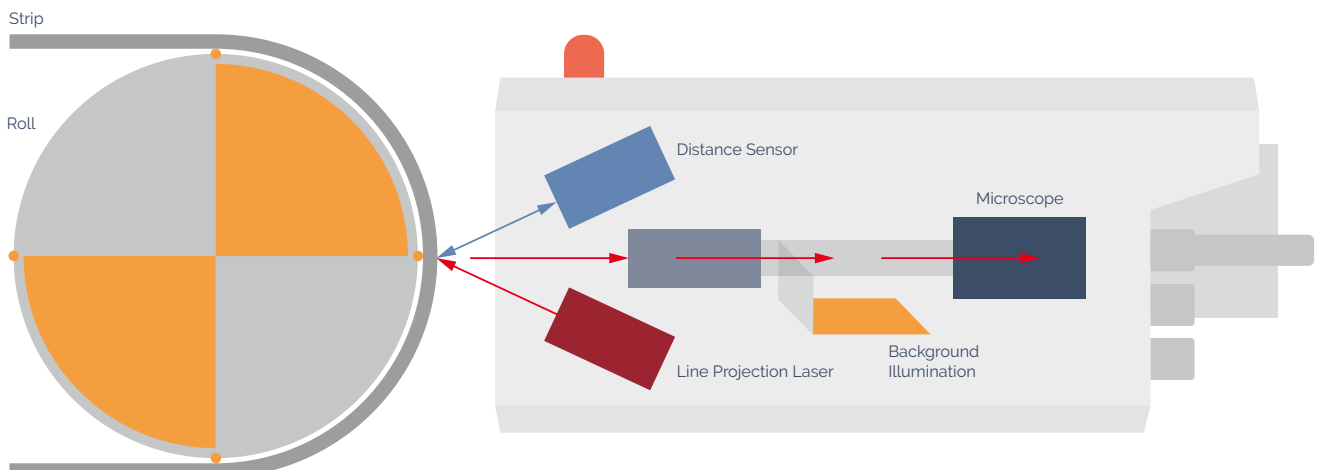 Strip
Roll
Distance Sensor
Microscope
Background
Illumination
Line Projection Laser